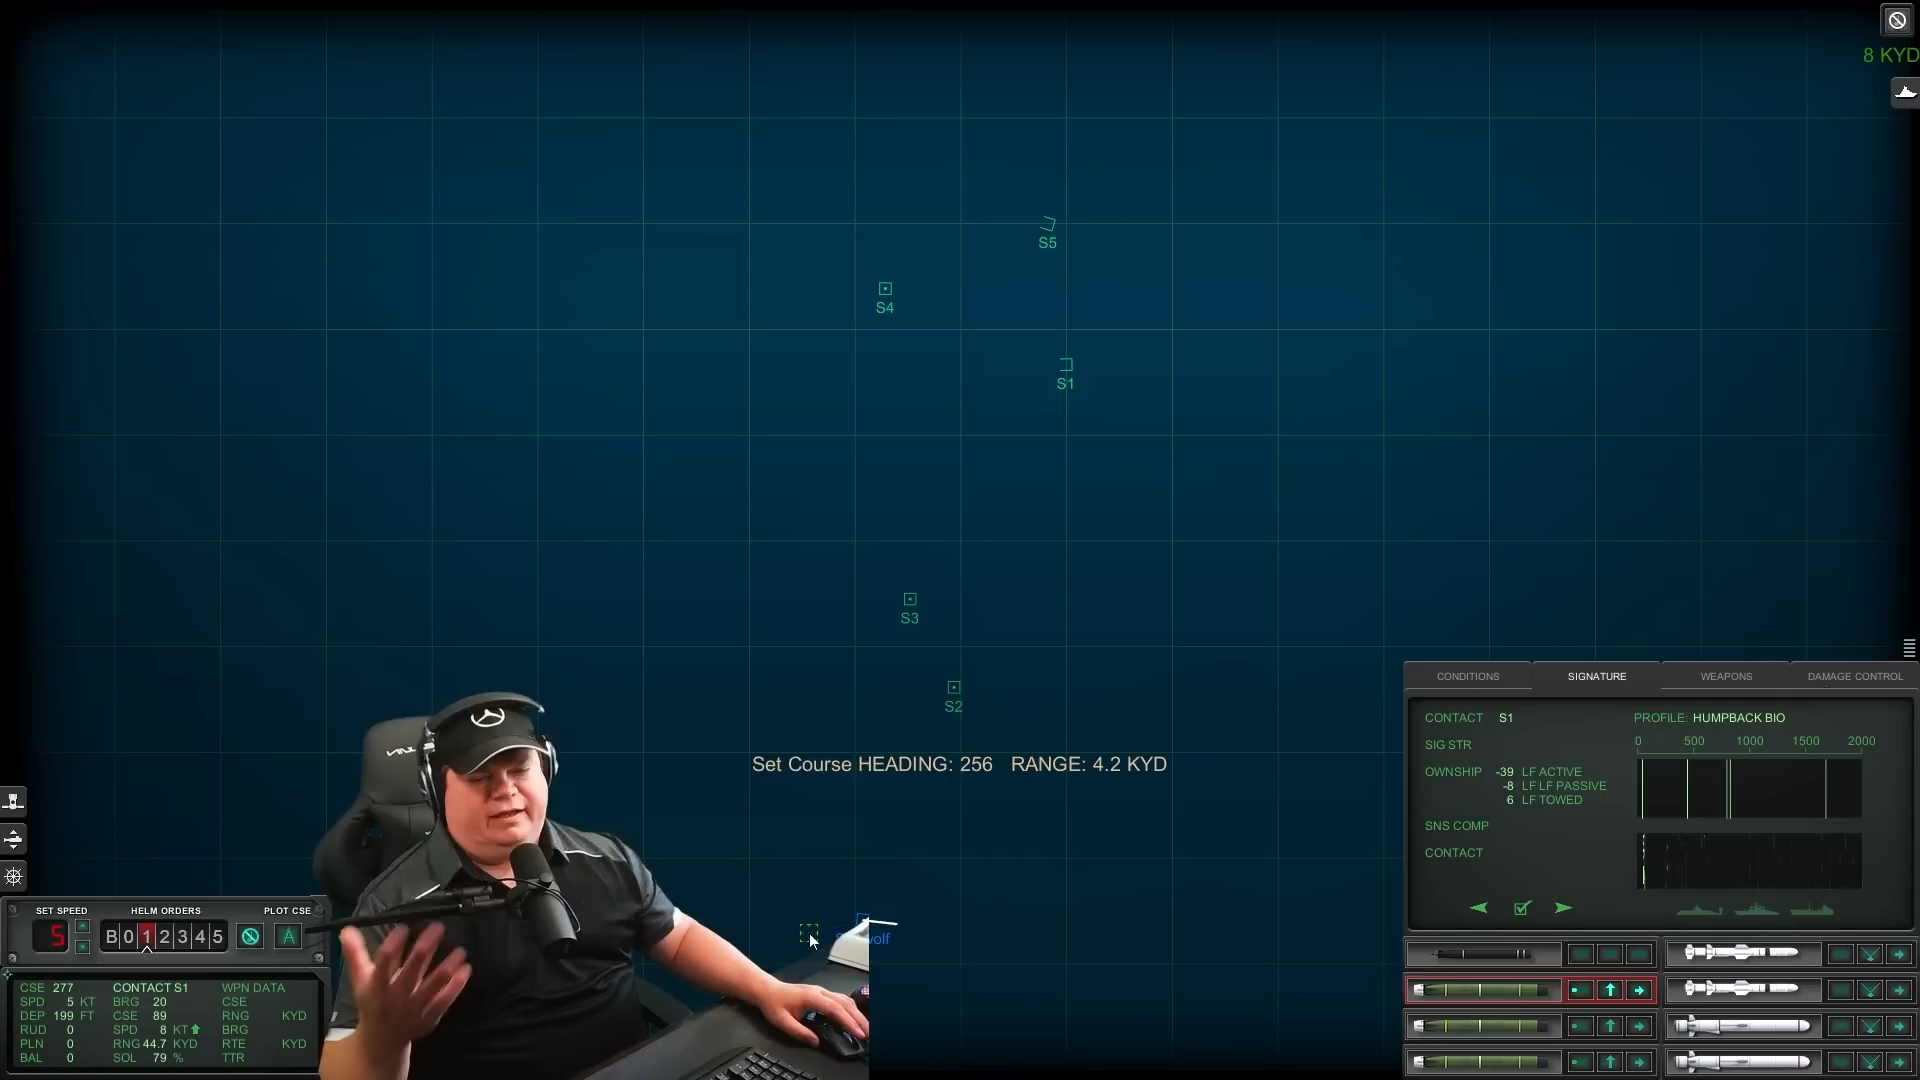 8 KYD
S5
S4
S1
S3
S2
Set Course HEADING: 256 RANGE: 4.2 KYD
CONDITIONS SIGNATURE WEAPONS DAMAGE CONTROL
CONTACT S1 PROFILE: HUMPBACK BIO
SIG STR 0 500 1000 1500 2000
OWNSHIP -39 LF ACTIVE
-8 LF LF PASSIVE
6 LF TOWED
SNS COMP
CONTACT
SET SPEED HELM ORDERS PLOT CSE
5 B 0 1 2 3 4 5
CSE 277 CONTACT S1 WPN DATA
SPD 5 KT BRG 20 CSE
DEP 199 FT CSE 89 RNG KYD
RUD 0 SPD 8 KT BRG
PLN 0 RNG 44.7 KYD RTE KYD
BAL 0 SOL 79 % TTR